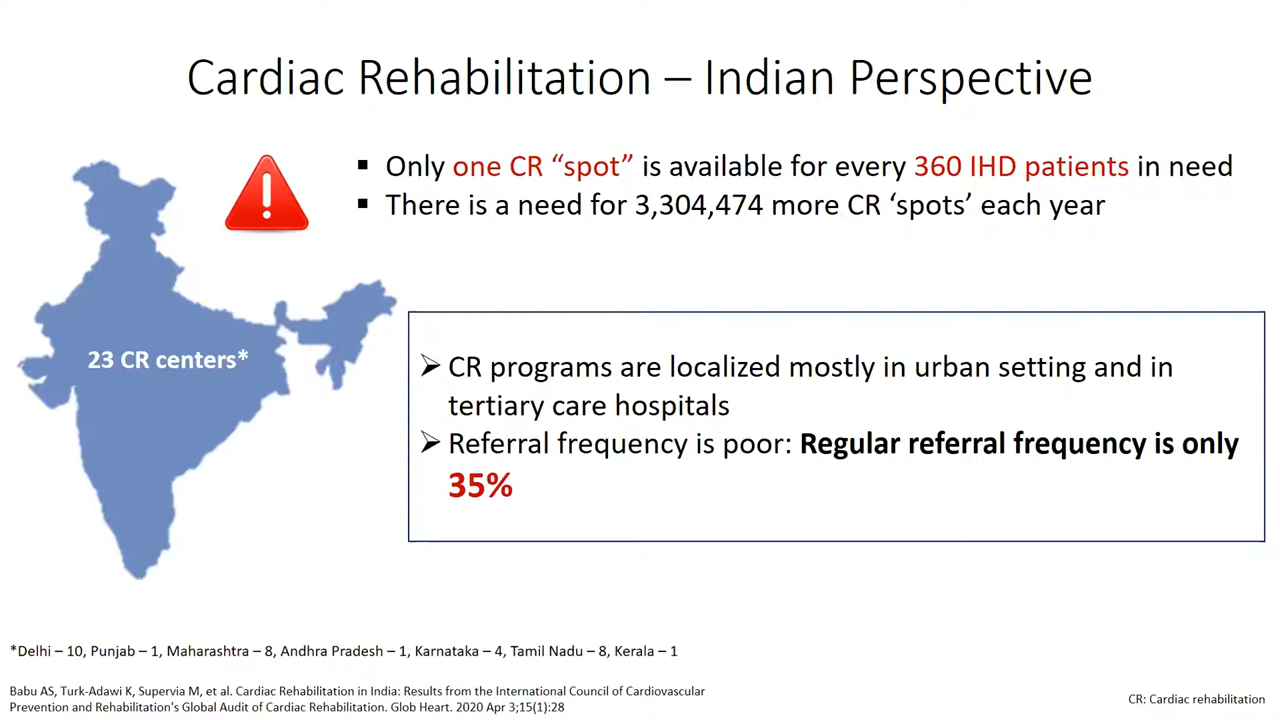 Cardiac Rehabilitation – Indian Perspective
▪ Only one CR “spot” is available for every 360 IHD patients in need
▪ There is a need for 3,304,474 more CR ‘spots’ each year
23 CR centers*
➢ CR programs are localized mostly in urban setting and in
tertiary care hospitals
➢ Referral frequency is poor: Regular referral frequency is only
35%
*Delhi – 10, Punjab – 1, Maharashtra – 8, Andhra Pradesh – 1, Karnataka – 4, Tamil Nadu – 8, Kerala – 1
Babu AS, Turk-Adawi K, Supervia M, et al. Cardiac Rehabilitation in India: Results from the International Council of Cardiovascular
Prevention and Rehabilitation's Global Audit of Cardiac Rehabilitation. Glob Heart. 2020 Apr 3;15(1):28
CR: Cardiac rehabilitation